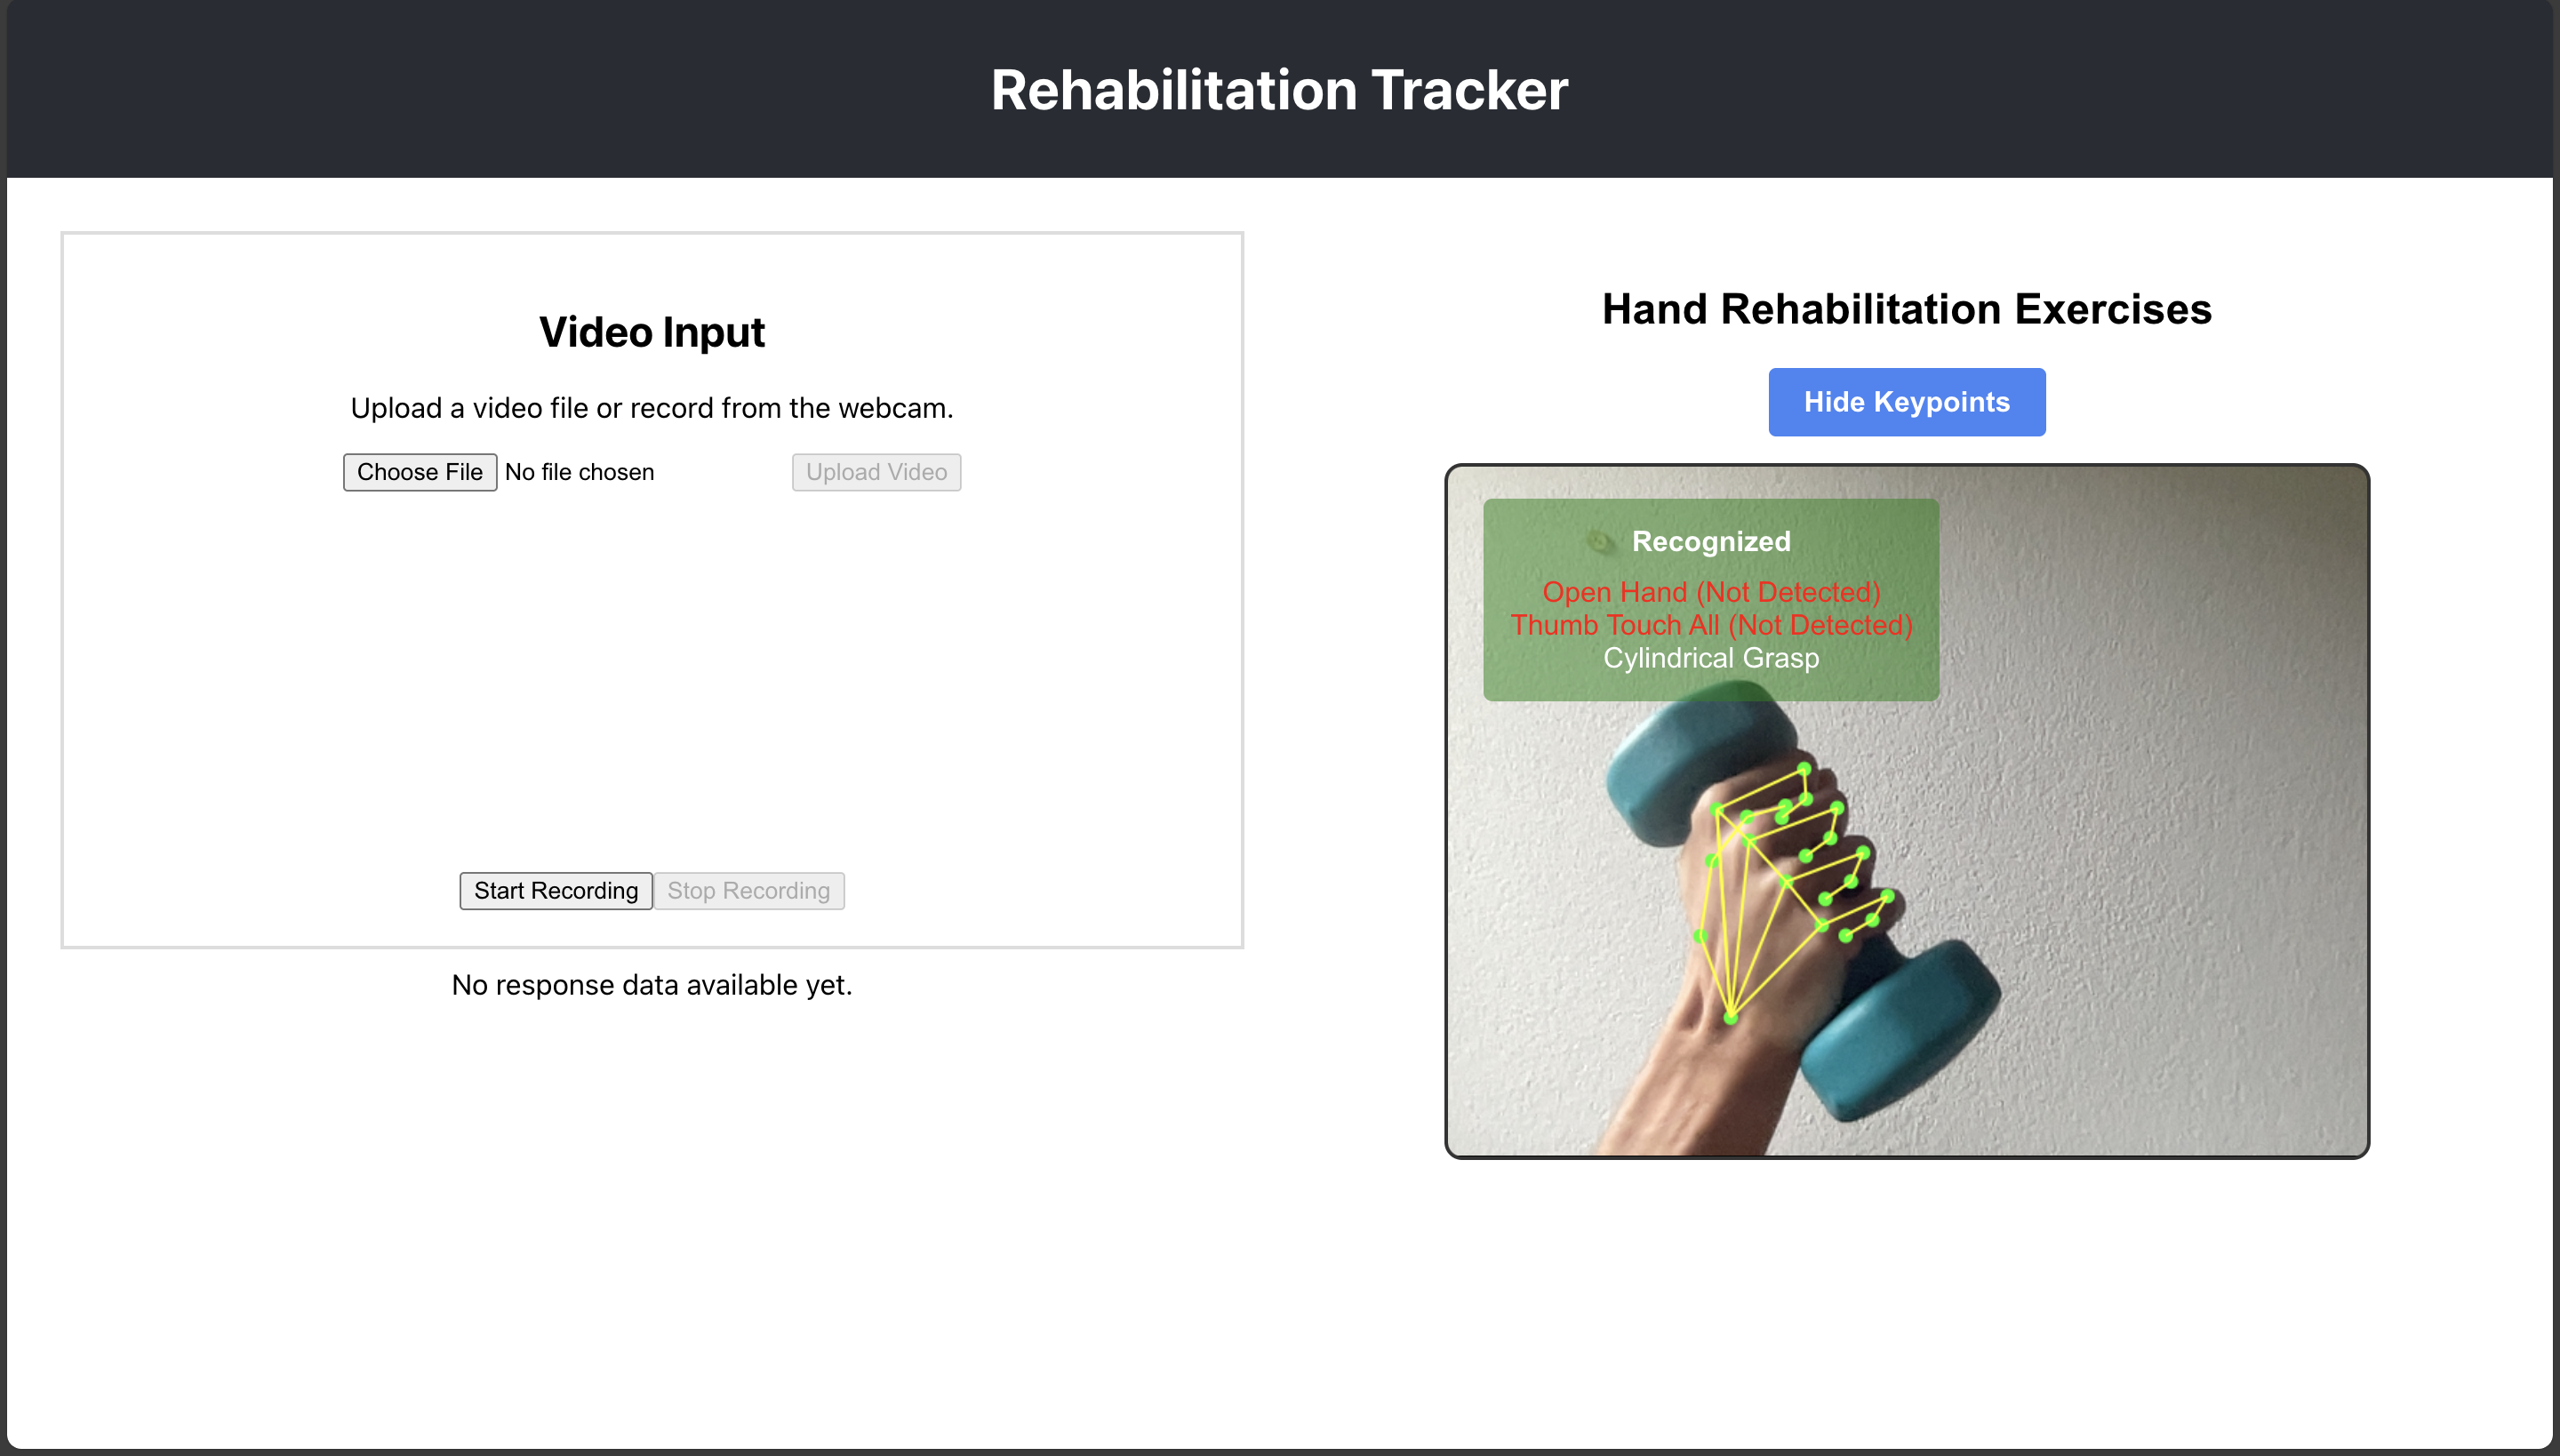 Rehabilitation Tracker
Video Input
Upload a video file or record from the webcam.
Choose File No file chosen Upload Video
Start Recording Stop Recording
No response data available yet.
Hand Rehabilitation Exercises
Hide Keypoints
Recognized
Open Hand (Not Detected)
Thumb Touch All (Not Detected)
Cylindrical Grasp